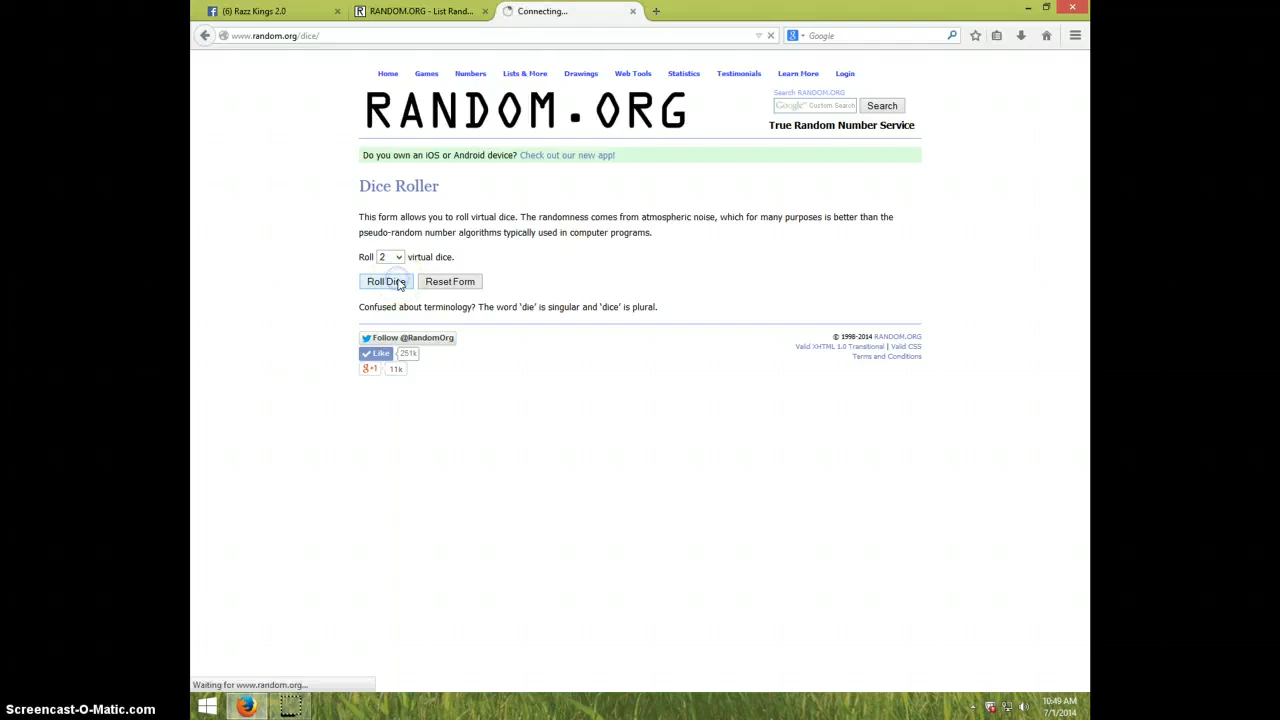 (6) Razz Kings 2.0
RANDOM.ORG - List Rand...
Connecting...
www.random.org/dice/
Google
Home Games Numbers Lists & More Drawings Web Tools Statistics Testimonials Learn More Login
RANDOM.ORG
Search RANDOM.ORG
Google™ Custom Search Search
True Random Number Service
Do you own an iOS or Android device? Check out our new app!
Dice Roller
This form allows you to roll virtual dice. The randomness comes from atmospheric noise, which for many purposes is better than the
pseudo-random number algorithms typically used in computer programs.
Roll 2 virtual dice.
Roll Dice Reset Form
Confused about terminology? The word 'die' is singular and 'dice' is plural.
Follow @RandomOrg
Like 251k
g+1 11k
© 1998-2014 RANDOM.ORG
Valid XHTML 1.0 Transitional | Valid CSS
Terms and Conditions
Waiting for www.random.org...
10:49 AM
7/1/2014
Screencast-O-Matic.com